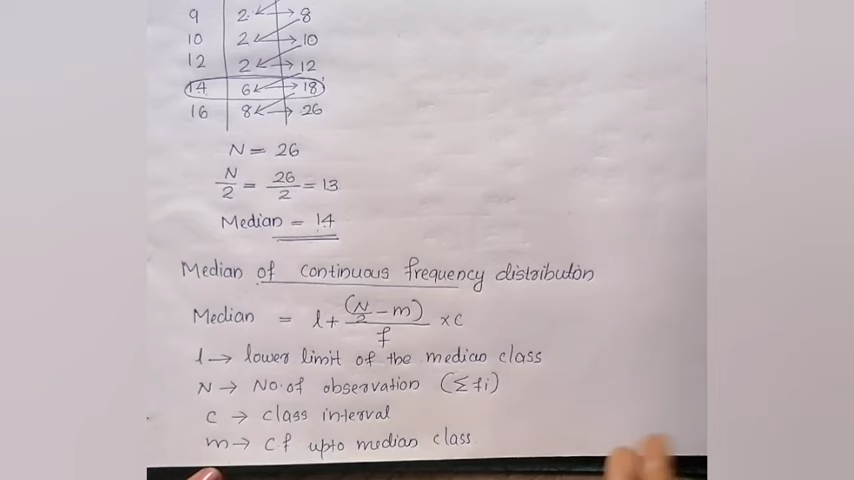 9 2 8
10 2 10
12 2 12
14 6 18
16 8 26
N = 26
N/2 = 26/2 = 13
Median = 14
Median of continuous frequency distribution
Median = l + (N/2 - m)/f × c
l → lower limit of the median class
N → No. of observation (Σfi)
c → class interval
m → c.f upto median class